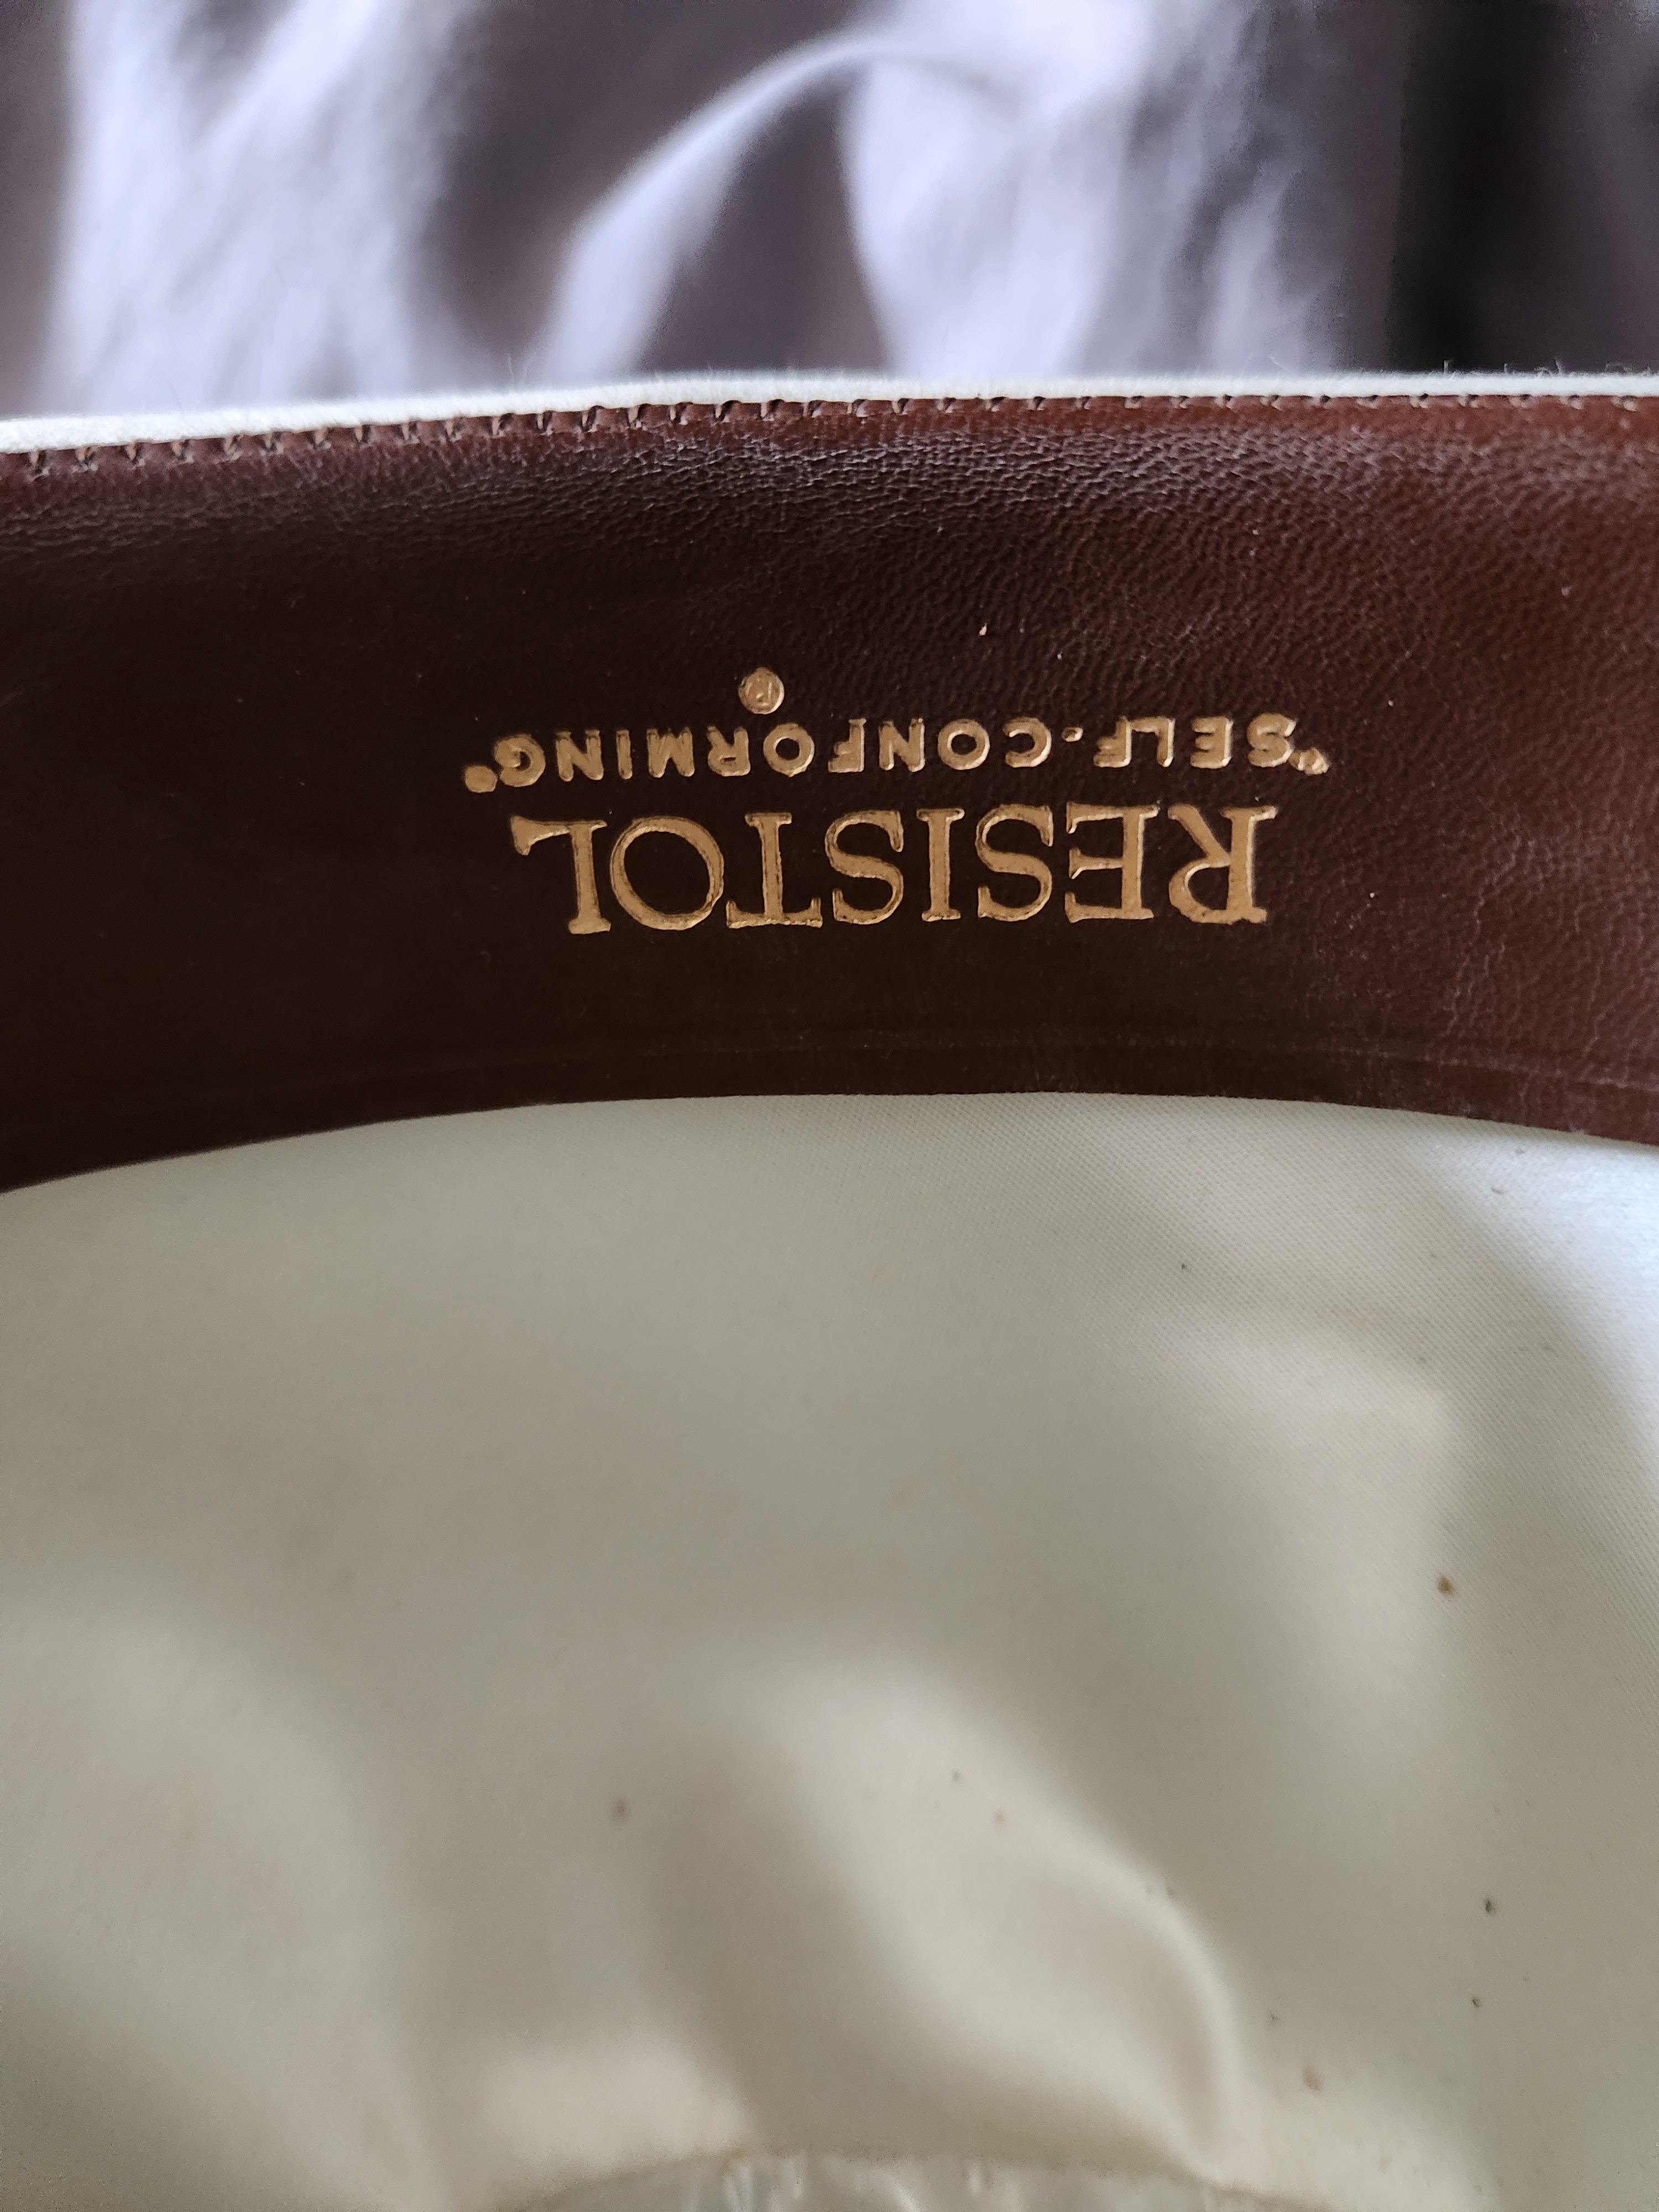 RESISTOL
"SELF-CONFORMING"
®